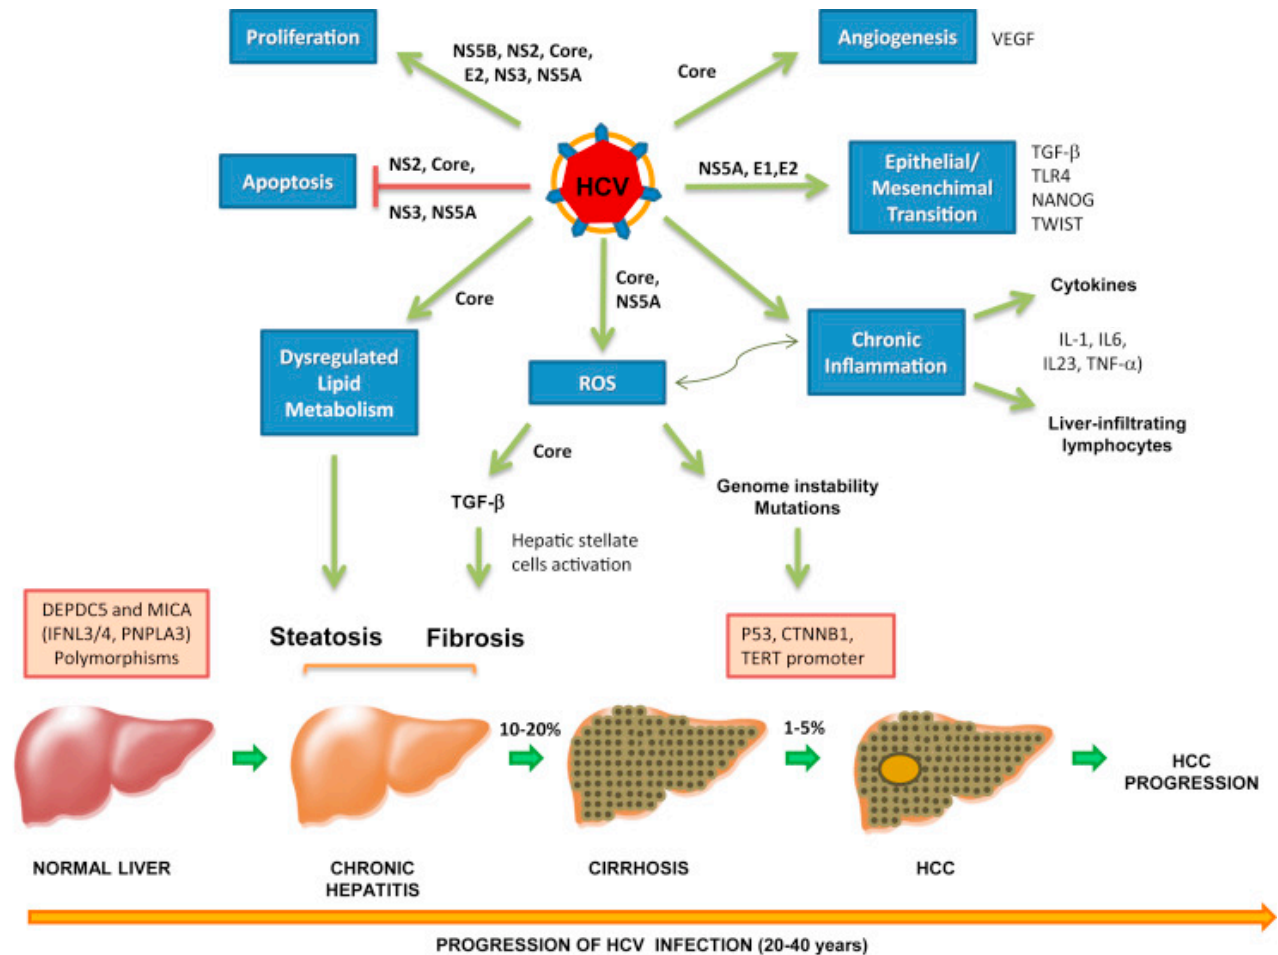 Proliferation
NS5B, NS2, Core,
E2, NS3, NS5A
Core
Angiogenesis
VEGF
Apoptosis
NS2, Core,
NS3, NS5A
HCV
NS5A, E1,E2
Epithelial/
Mesenchimal
Transition
TGF-β
TLR4
NANOG
TWIST
Core
Core,
NS5A
Dysregulated
Lipid
Metabolism
ROS
Chronic
Inflammation
Cytokines
IL-1, IL6,
IL23, TNF-α)
Liver-infiltrating
lymphocytes
Core
TGF-β
Hepatic stellate
cells activation
Genome instability
Mutations
DEPDC5 and MICA
(IFNL3/4, PNPLA3)
Polymorphisms
Steatosis
Fibrosis
P53, CTNNB1,
TERT promoter
10-20%
1-5%
HCC
PROGRESSION
NORMAL LIVER
CHRONIC
HEPATITIS
CIRRHOSIS
HCC
PROGRESSION OF HCV INFECTION (20-40 years)